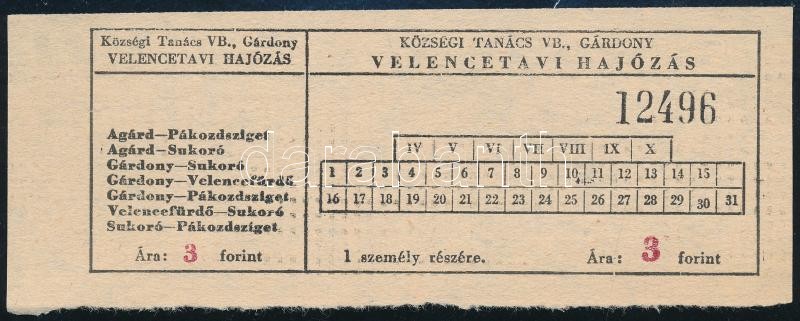 Községi Tanács VB., Gárdony
VELENCETAVI HAJÓZÁS
Agárd—Pákozdsziget
Agárd—Sukoró
Gárdony—Sukoró
Gárdony—Velencefürdő
Gárdony—Pákozdsziget
Velencefürdő—Sukoró
Sukoró—Pákozdsziget
Ára: 3 forint
KÖZSÉGI TANÁCS VB., GÁRDONY
VELENCETAVI HAJÓZÁS
12496
IV V VI VII VIII IX X
1 2 3 4 5 6 7 8 9 10 11 12 13 14 15
16 17 18 19 20 21 22 23 24 25 26 27 28 29 30 31
1 személy részére. Ára: 3 forint
darabanth